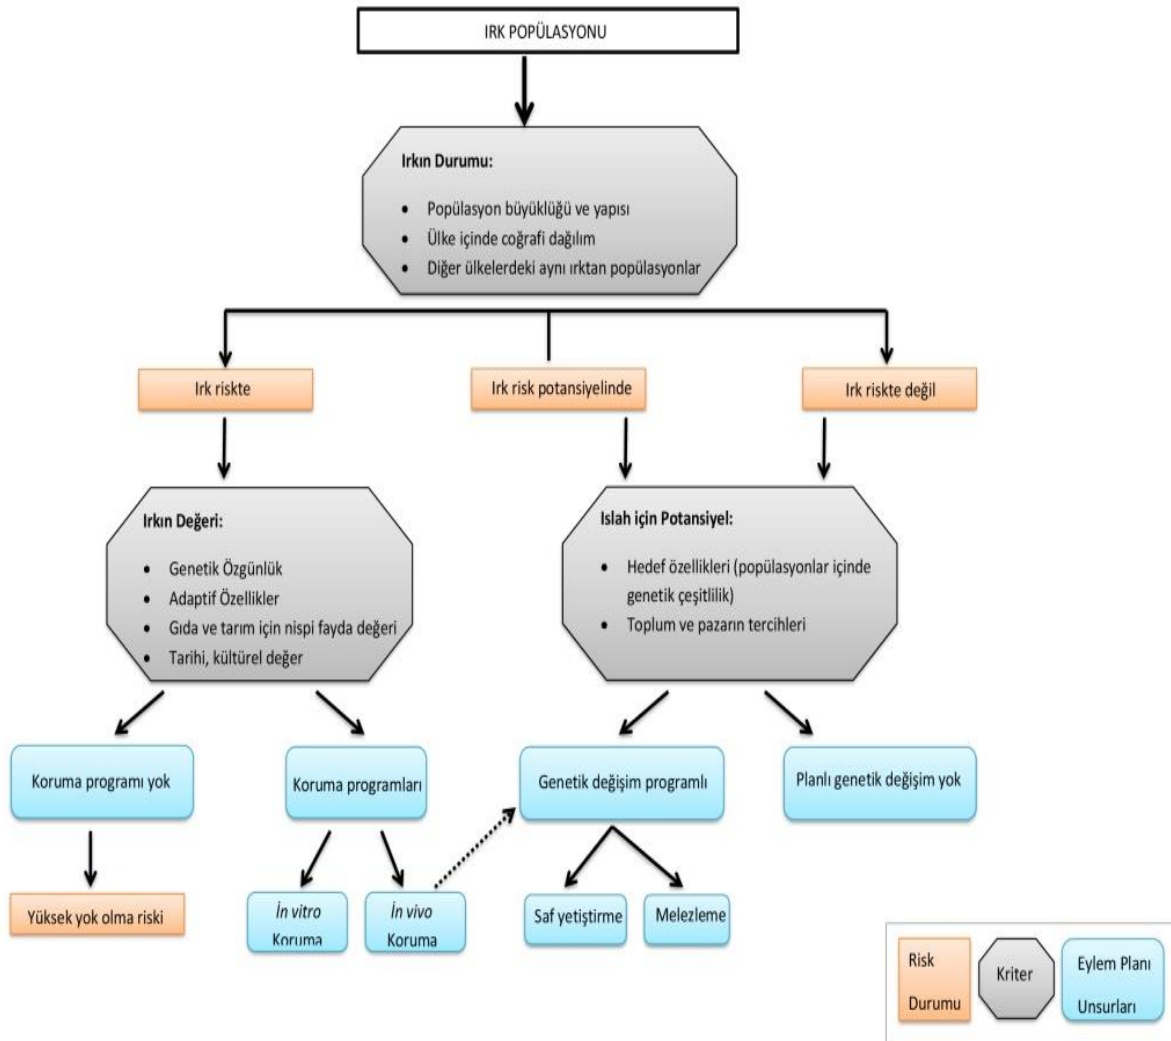 IRK POPÜLASYONU
Irkın Durumu:
• Popülasyon büyüklüğü ve yapısı
• Ülke içinde coğrafi dağılım
• Diğer ülkelerdeki aynı ırktan popülasyonlar
Irk riskte
Irk risk potansiyelinde
Irk riskte değil
Irkın Değeri:
• Genetik Özgünlük
• Adaptif Özellikler
• Gıda ve tarım için nispi fayda değeri
• Tarihi, kültürel değer
Islah için Potansiyel:
• Hedef özellikleri (popülasyonlar içinde
genetik çeşitlilik)
• Toplum ve pazarın tercihleri
Koruma programı yok
Koruma programları
Genetik değişim programlı
Planlı genetik değişim yok
Yüksek yok olma riski
İn vitro
Koruma
İn vivo
Koruma
Saf yetiştirme
Melezleme
Risk
Durumu
Kriter
Eylem Planı
Unsurları